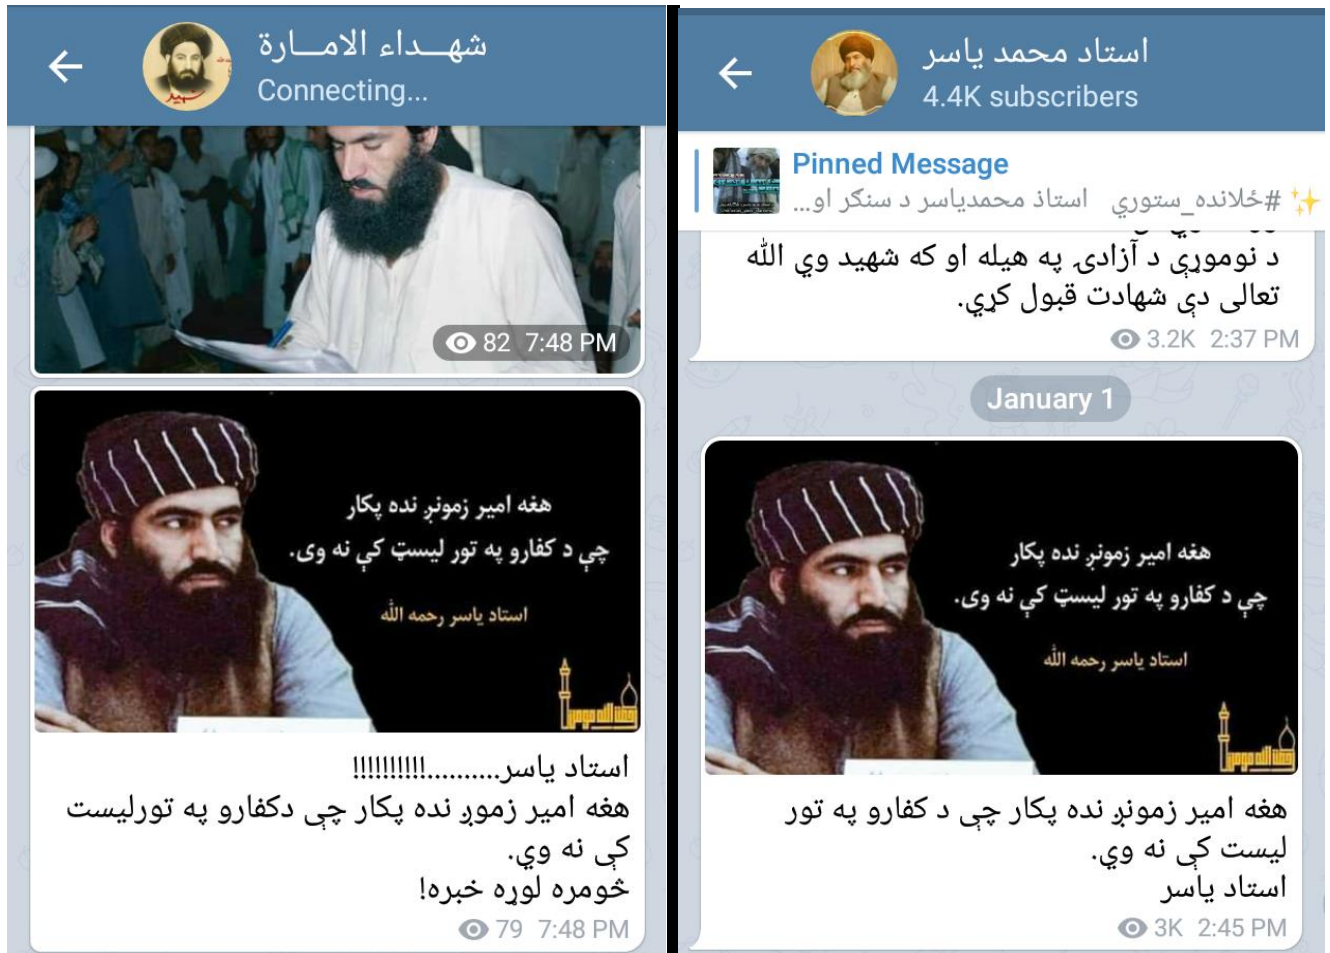 شهـــداء الامـــارة
Connecting...
شهید
82 7:48 PM
هغه امیر زمونږ نده پکار
چې د کفارو په تور لیسټ کې نه وی.
استاد یاسر رحمه الله
استاد یاسر..........!!!!!!!!!!
هغه امیر زموږ نده پکار چې دکفارو په تورلیست
کې نه وي.
څومره لوړه خبره!
79 7:48 PM
استاد محمد یاسر
4.4K subscribers
Pinned Message
✨ #ځلانده_ستوري استاذ محمدیاسر د سنګر او...
د نوموړي د آزادۍ په هیله او که شهید وي الله
تعالی دې شهادت قبول کړي.
3.2K 2:37 PM
January 1
هغه امیر زمونږ نده پکار
چې د کفارو په تور لیسټ کې نه وی.
استاد یاسر رحمه الله
هغه امیر زمونږ نده پکار چې د کفارو په تور
لیست کې نه وي.
استاد یاسر
3K 2:45 PM